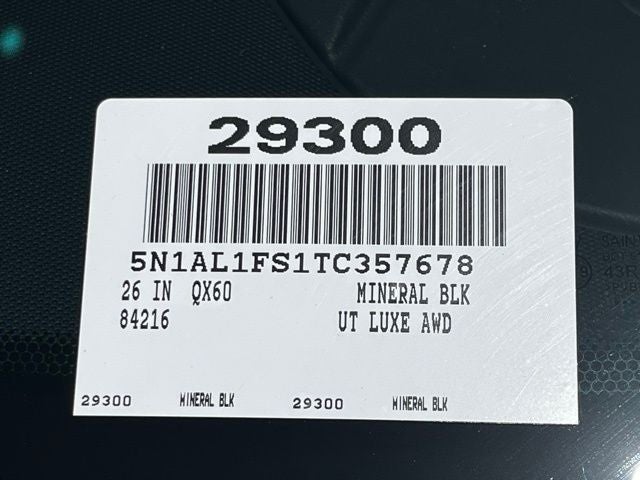 29300
5N1AL1FS1TC357678
26 IN QX60 MINERAL BLK
84216 UT LUXE AWD
29300 MINERAL BLK 29300 MINERAL BLK